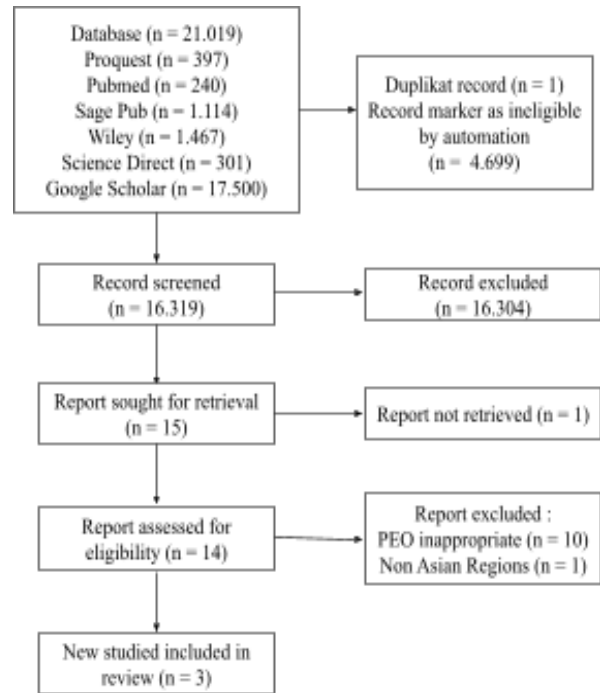 Database (n = 21.019)
Proquest (n = 397)
Pubmed (n = 240)
Sage Pub (n = 1.114)
Wiley (n = 1.467)
Science Direct (n = 301)
Google Scholar (n = 17.500)
Duplikat record (n = 1)
Record marker as ineligible
by automation
(n = 4.699)
Record screened
(n = 16.319)
Record excluded
(n = 16.304)
Report sought for retrieval
(n = 15)
Report not retrieved (n = 1)
Report assessed for
eligibility (n = 14)
Report excluded :
PEO inappropriate (n = 10)
Non Asian Regions (n = 1)
New studied included in
review (n = 3)